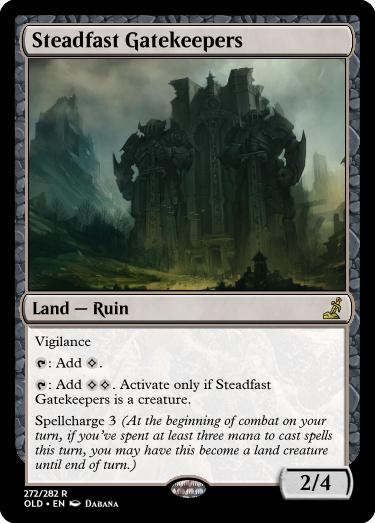 Steadfast Gatekeepers
Land — Ruin
Vigilance
: Add .
: Add . Activate only if Steadfast
Gatekeepers is a creature.
Spellcharge 3 (At the beginning of combat on
your turn, if you've spent at least three mana to cast spells
this turn, you may have this become a land creature
until end of turn.)
2/4
272/282 R
OLD • EN Dabana